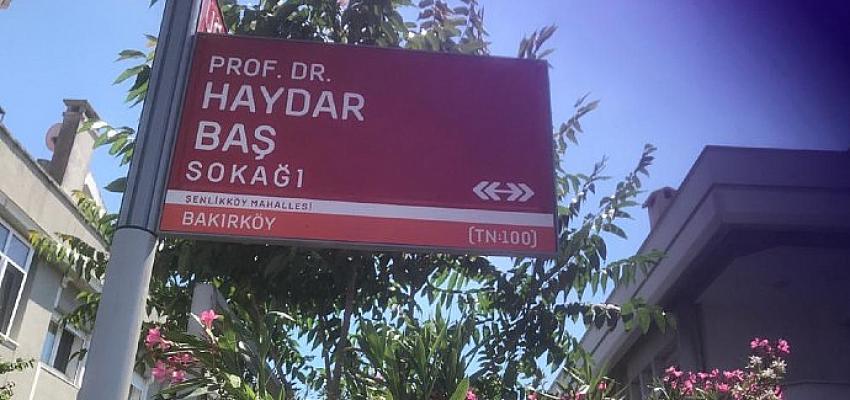 PROF. DR.
HAYDAR
BAŞ
SOKAĞI
ŞENLİKKÖY MAHALLESİ
BAKIRKÖY
(TN:100)